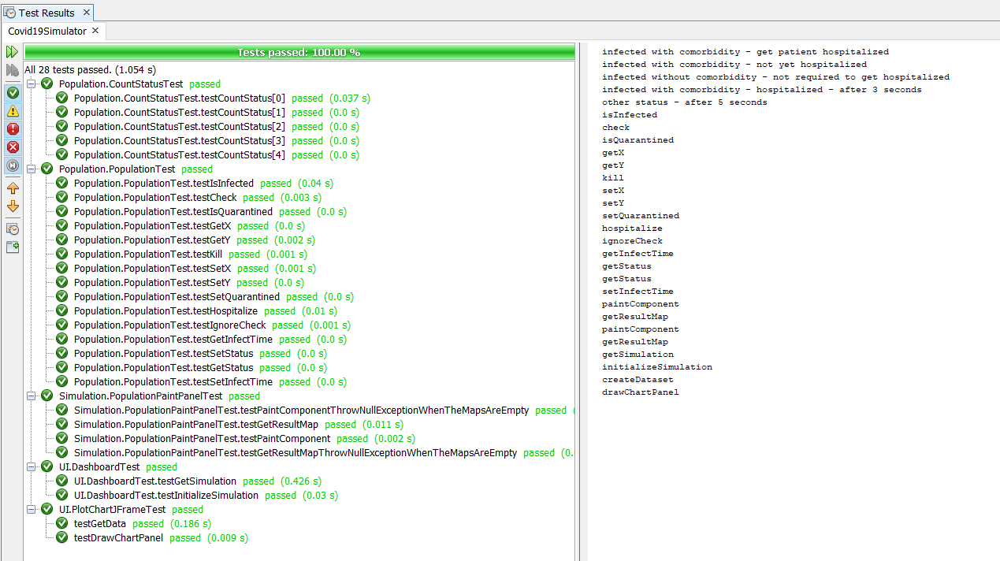 Test Results
Covid19Simulator
Tests passed: 100.00 %
All 28 tests passed. (1.054 s)
Population.CountStatusTest passed
Population.CountStatusTest.testCountStatus[0] passed (0.037 s)
Population.CountStatusTest.testCountStatus[1] passed (0.0 s)
Population.CountStatusTest.testCountStatus[2] passed (0.0 s)
Population.CountStatusTest.testCountStatus[3] passed (0.0 s)
Population.CountStatusTest.testCountStatus[4] passed (0.0 s)
Population.PopulationTest passed
Population.PopulationTest.testIsInfected passed (0.04 s)
Population.PopulationTest.testCheck passed (0.003 s)
Population.PopulationTest.testIsQuarantined passed (0.0 s)
Population.PopulationTest.testGetX passed (0.0 s)
Population.PopulationTest.testGetY passed (0.002 s)
Population.PopulationTest.testKill passed (0.001 s)
Population.PopulationTest.testSetX passed (0.001 s)
Population.PopulationTest.testSetY passed (0.0 s)
Population.PopulationTest.testSetQuarantined passed (0.0 s)
Population.PopulationTest.testHospitalize passed (0.01 s)
Population.PopulationTest.testIgnoreCheck passed (0.001 s)
Population.PopulationTest.testGetInfectTime passed (0.0 s)
Population.PopulationTest.testSetStatus passed (0.0 s)
Population.PopulationTest.testGetStatus passed (0.0 s)
Population.PopulationTest.testSetInfectTime passed (0.0 s)
Simulation.PopulationPaintPanelTest passed
Simulation.PopulationPaintPanelTest.testPaintComponentThrowNullExceptionWhenTheMapsAreEmpty passed (
Simulation.PopulationPaintPanelTest.testGetResultMap passed (0.011 s)
Simulation.PopulationPaintPanelTest.testPaintComponent passed (0.002 s)
Simulation.PopulationPaintPanelTest.testGetResultMapThrowNullExceptionWhenTheMapsAreEmpty passed (0.
UI.DashboardTest passed
UI.DashboardTest.testGetSimulation passed (0.426 s)
UI.DashboardTest.testInitializeSimulation passed (0.03 s)
UI.PlotChartJFrameTest passed
testGetData passed (0.186 s)
testDrawChartPanel passed (0.009 s)
infected with comorbidity - get patient hospitalized
infected with comorbidity - not yet hospitalized
infected without comorbidity - not required to get hospitalized
infected with comorbidity - hospitalized - after 3 seconds
other status - after 5 seconds
isInfected
check
isQuarantined
getX
getY
kill
setX
setY
setQuarantined
hospitalize
ignoreCheck
getInfectTime
getStatus
getStatus
setInfectTime
paintComponent
getResultMap
paintComponent
getResultMap
getSimulation
initializeSimulation
createDataset
drawChartPanel